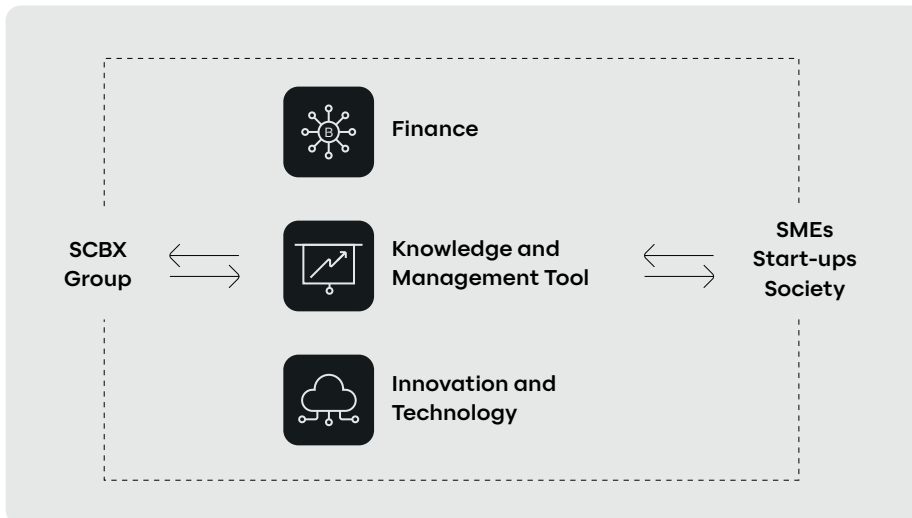 B
Finance
SCBX
Group
Knowledge and
Management Tool
SMEs
Start-ups
Society
Innovation and
Technology